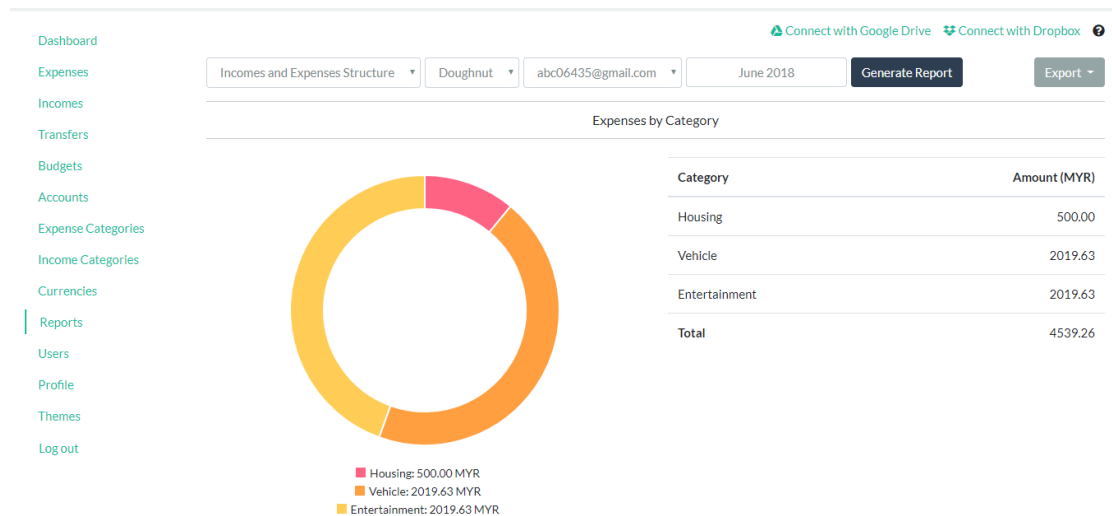 Connect with Google Drive Connect with Dropbox ?
Dashboard
Expenses
Incomes
Transfers
Budgets
Accounts
Expense Categories
Income Categories
Currencies
Reports
Users
Profile
Themes
Log out
Incomes and Expenses Structure Doughnut abc06435@gmail.com June 2018 Generate Report Export
Expenses by Category
Housing: 500.00 MYR
Vehicle: 2019.63 MYR
Entertainment: 2019.63 MYR
Category Amount (MYR)
Housing 500.00
Vehicle 2019.63
Entertainment 2019.63
Total 4539.26